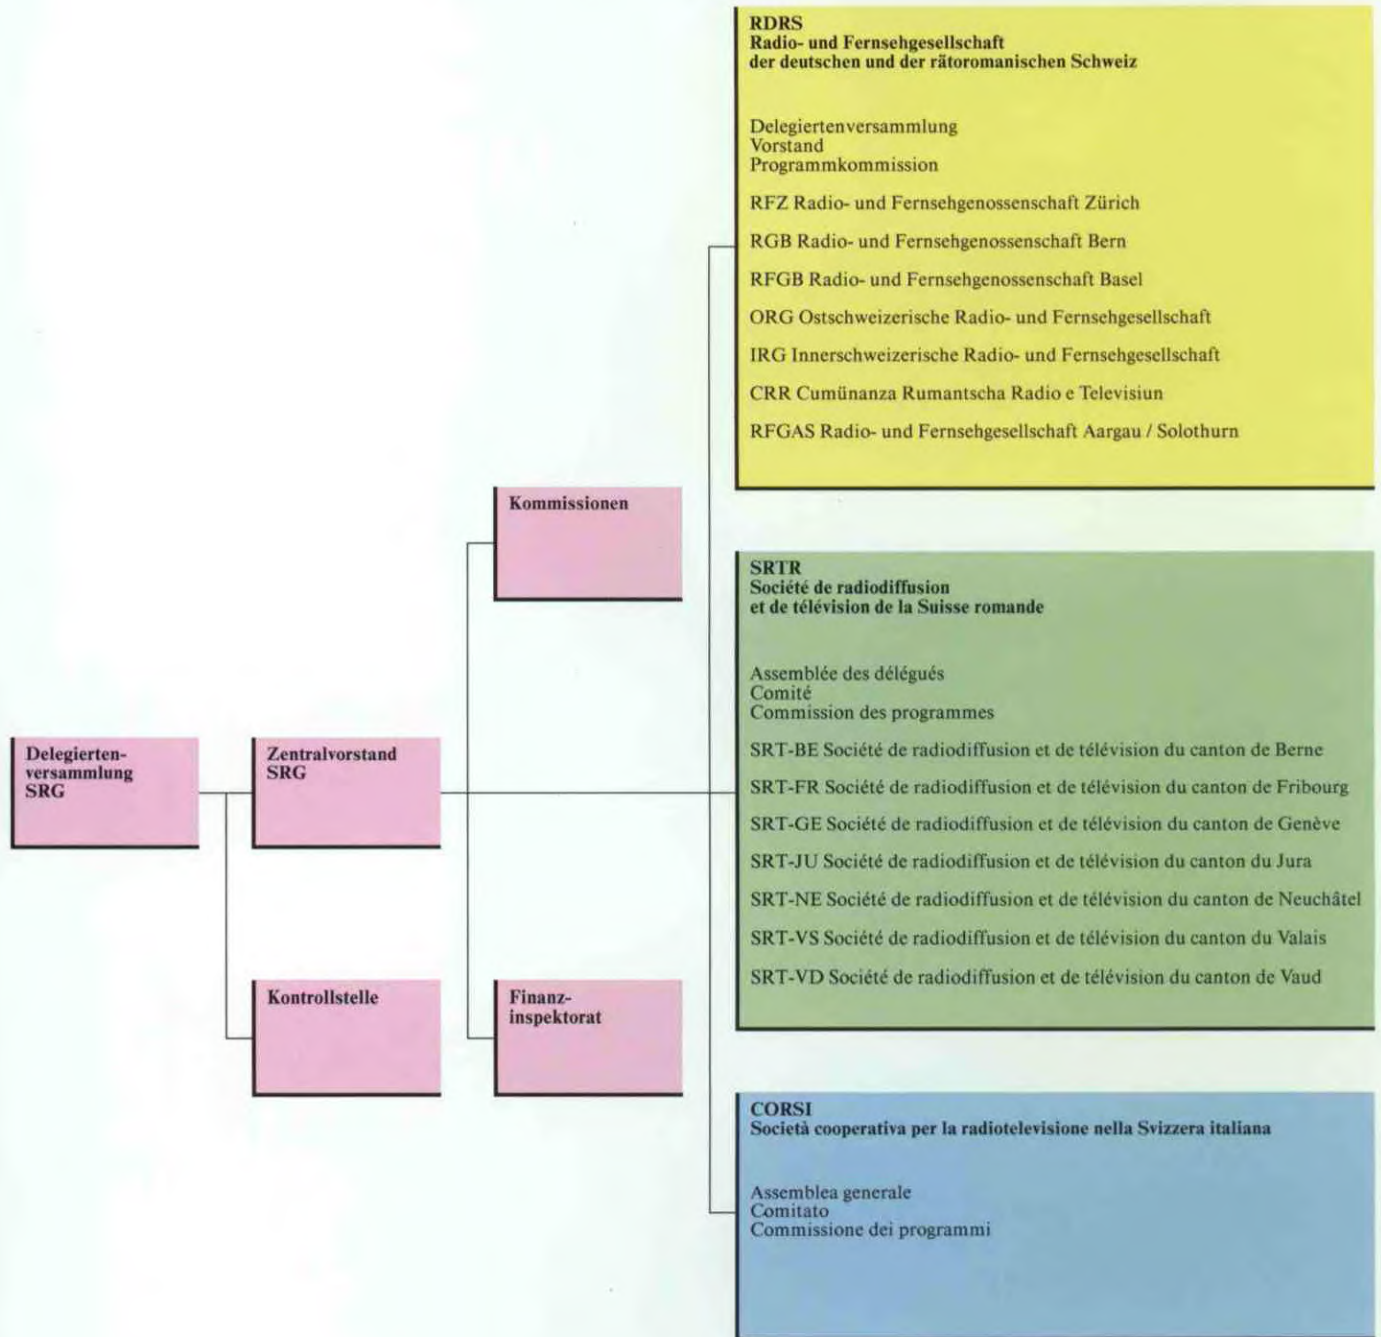 RDRS
Radio- und Fernsehgesellschaft
der deutschen und der rätoromanischen Schweiz
Delegiertenversammlung
Vorstand
Programmkommission
RFZ Radio- und Fernsehgenossenschaft Zürich
RGB Radio- und Fernsehgenossenschaft Bern
RFGB Radio- und Fernsehgenossenschaft Basel
ORG Ostschweizerische Radio- und Fernsehgesellschaft
IRG Innerschweizerische Radio- und Fernsehgesellschaft
CRR Cumünanza Rumantscha Radio e Televisiun
RFGAS Radio- und Fernsehgesellschaft Aargau / Solothurn
Kommissionen
SRTR
Société de radiodiffusion
et de télévision de la Suisse romande
Assemblée des délégués
Comité
Commission des programmes
SRT-BE Société de radiodiffusion et de télévision du canton de Berne
SRT-FR Société de radiodiffusion et de télévision du canton de Fribourg
SRT-GE Société de radiodiffusion et de télévision du canton de Genève
SRT-JU Société de radiodiffusion et de télévision du canton du Jura
SRT-NE Société de radiodiffusion et de télévision du canton de Neuchâtel
SRT-VS Société de radiodiffusion et de télévision du canton du Valais
SRT-VD Société de radiodiffusion et de télévision du canton de Vaud
Delegierten-
versammlung
SRG
Zentralvorstand
SRG
Kontrollstelle
Finanz-
inspektorat
CORSI
Società cooperativa per la radiotelevisione nella Svizzera italiana
Assemblea generale
Comitato
Commissione dei programmi